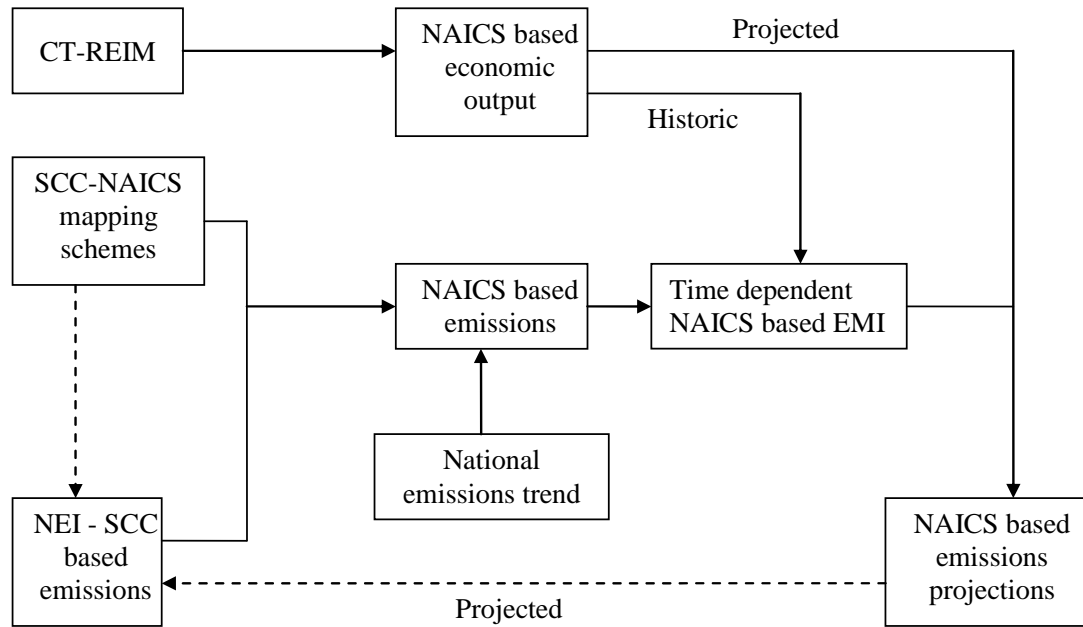 CT-REIM
NAICS based
economic
output
Projected
Historic
SCC-NAICS
mapping
schemes
NAICS based
emissions
Time dependent
NAICS based EMI
National
emissions trend
NEI - SCC
based
emissions
NAICS based
emissions
projections
Projected